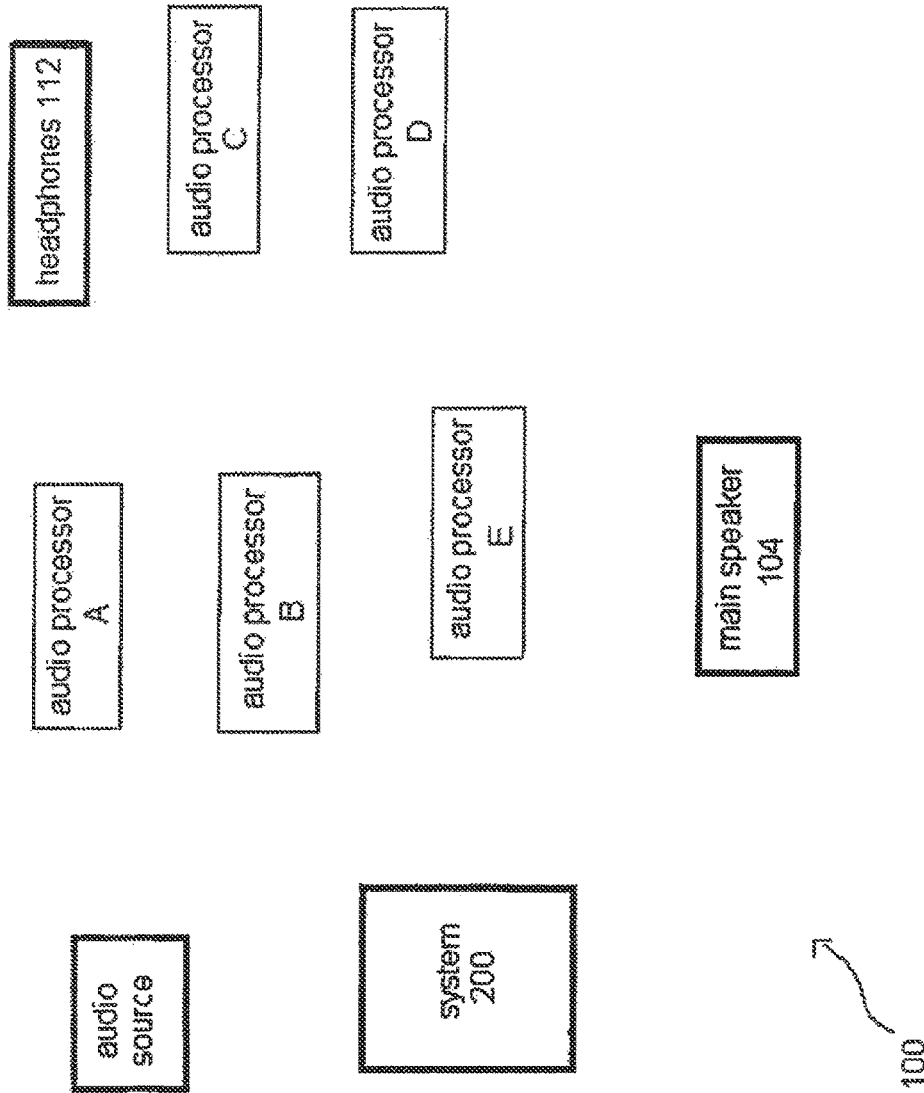 audio
source
audio processor
A
headphones 112
audio processor
C
system
200
audio processor
B
audio processor
D
audio processor
E
main speaker
104
100